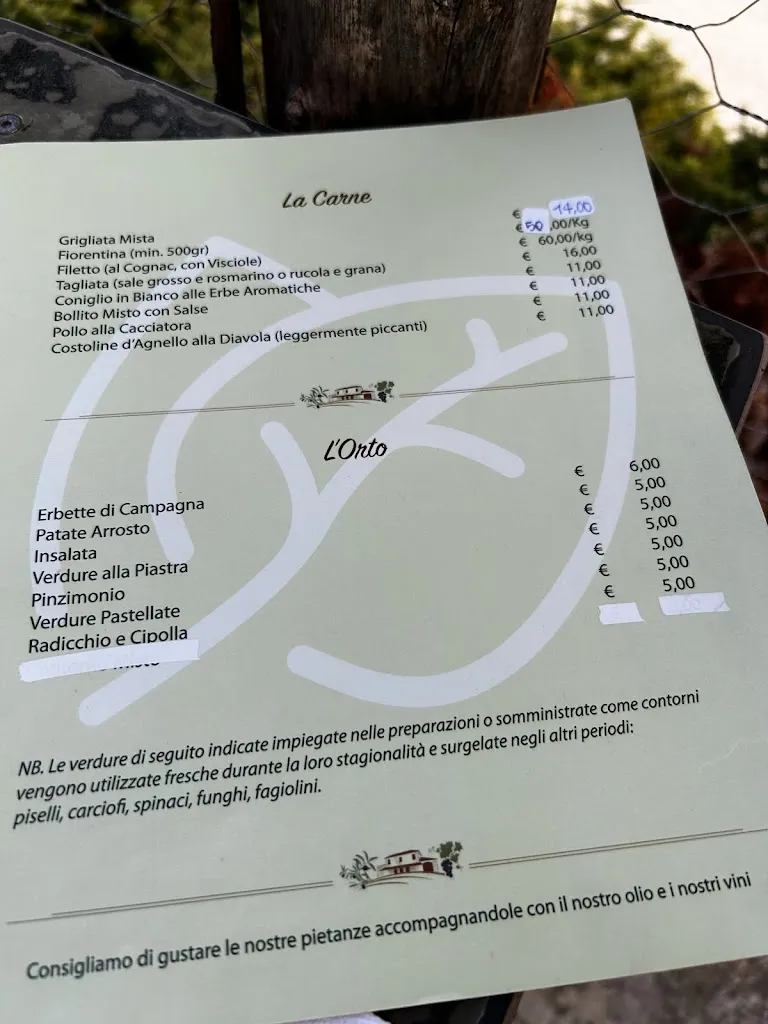 La Carne
Grigliata Mista € 14,00
Fiorentina (min. 500gr) € 50,00/Kg
Filetto (al Cognac, con Visciole) € 60,00/kg
Tagliata (sale grosso e rosmarino o rucola e grana) € 16,00
Coniglio in Bianco alle Erbe Aromatiche € 11,00
Bollito Misto con Salse € 11,00
Pollo alla Cacciatora € 11,00
Costoline d'Agnello alla Diavola (leggermente piccanti) € 11,00
L'Orto
Erbette di Campagna € 6,00
Patate Arrosto € 5,00
Insalata € 5,00
Verdure alla Piastra € 5,00
Pinzimonio € 5,00
Verdure Pastellate € 5,00
Radicchio e Cipolla € 5,00
NB. Le verdure di seguito indicate impiegate nelle preparazioni o somministrate come contorni
vengono utilizzate fresche durante la loro stagionalità e surgelate negli altri periodi:
piselli, carciofi, spinaci, funghi, fagiolini.
Consigliamo di gustare le nostre pietanze accompagnandole con il nostro olio e i nostri vini